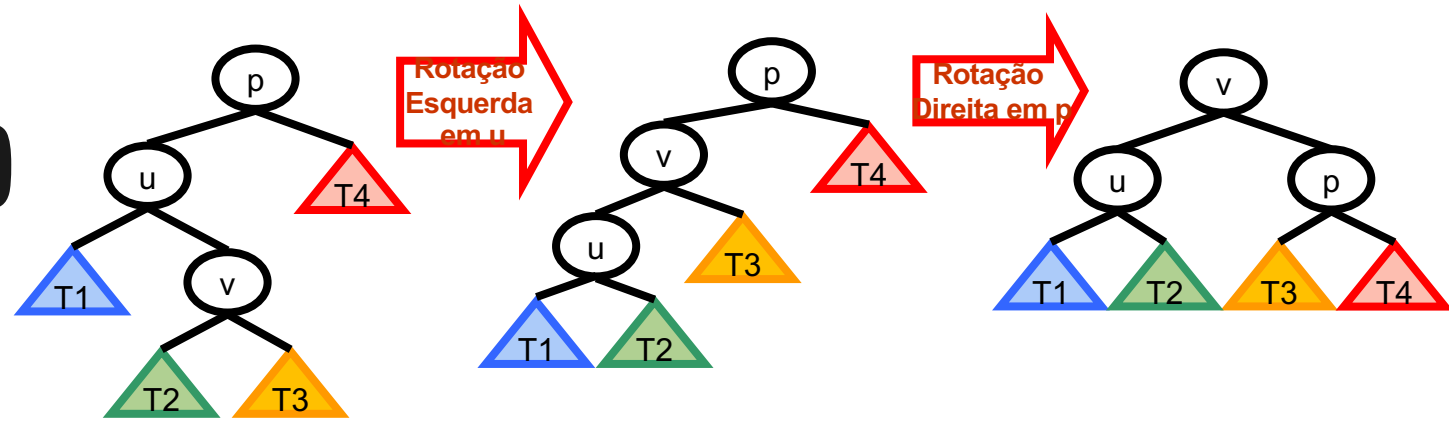 p
u
T4
T1
v
T2
T3
Rotação
Esquerda
em u
p
v
T4
u
T3
T1
T2
Rotação
Direita em p
v
u
p
T1
T2
T3
T4